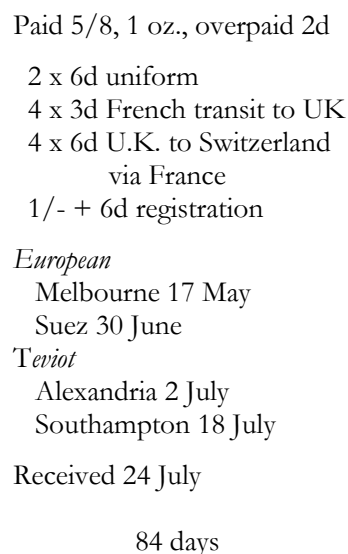 Paid 5/8, 1 oz., overpaid 2d
2 x 6d uniform
4 x 3d French transit to UK
4 x 6d U.K. to Switzerland
via France
1/- + 6d registration
European
Melbourne 17 May
Suez 30 June
Teviot
Alexandria 2 July
Southampton 18 July
Received 24 July
84 days